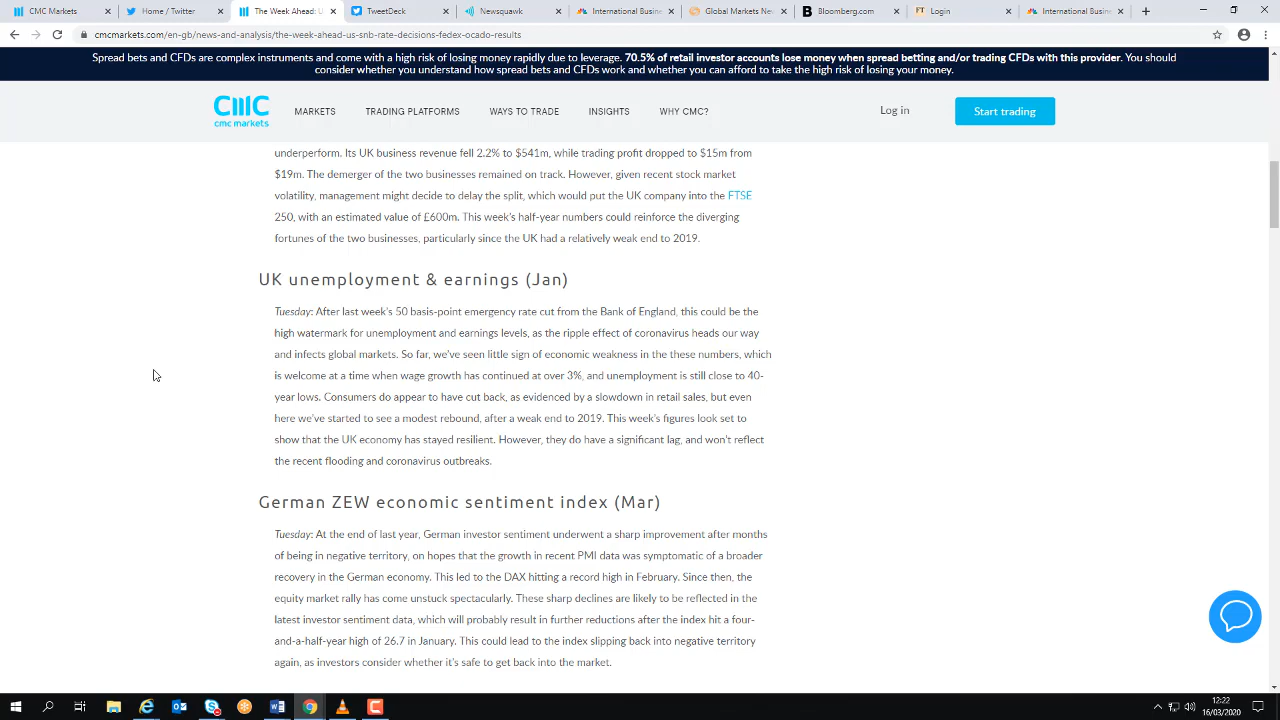 CMC Markets
Home / Twitter
The Week Ahead: U
TweetDeck
Newsquawk
International Busine
Global Markets Ne
Bloomberg.com
Login
International Busine
cmcmarkets.com/en-gb/news-and-analysis/the-week-ahead-us-snb-rate-decisions-fedex-ocado-results
Spread bets and CFDs are complex instruments and come with a high risk of losing money rapidly due to leverage. 70.5% of retail investor accounts lose money when spread betting and/or trading CFDs with this provider. You should
consider whether you understand how spread bets and CFDs work and whether you can afford to take the high risk of losing your money.
cmc markets
MARKETS
TRADING PLATFORMS
WAYS TO TRADE
INSIGHTS
WHY CMC?
Log in
Start trading
underperform. Its UK business revenue fell 2.2% to $541m, while trading profit dropped to $15m from
$19m. The demerger of the two businesses remained on track. However, given recent stock market
volatility, management might decide to delay the split, which would put the UK company into the FTSE
250, with an estimated value of £600m. This week's half-year numbers could reinforce the diverging
fortunes of the two businesses, particularly since the UK had a relatively weak end to 2019.
UK unemployment & earnings (Jan)
Tuesday: After last week's 50 basis-point emergency rate cut from the Bank of England, this could be the
high watermark for unemployment and earnings levels, as the ripple effect of coronavirus heads our way
and infects global markets. So far, we've seen little sign of economic weakness in the these numbers, which
is welcome at a time when wage growth has continued at over 3%, and unemployment is still close to 40-
year lows. Consumers do appear to have cut back, as evidenced by a slowdown in retail sales, but even
here we've started to see a modest rebound, after a weak end to 2019. This week's figures look set to
show that the UK economy has stayed resilient. However, they do have a significant lag, and won't reflect
the recent flooding and coronavirus outbreaks.
German ZEW economic sentiment index (Mar)
Tuesday: At the end of last year, German investor sentiment underwent a sharp improvement after months
of being in negative territory, on hopes that the growth in recent PMI data was symptomatic of a broader
recovery in the German economy. This led to the DAX hitting a record high in February. Since then, the
equity market rally has come unstuck spectacularly. These sharp declines are likely to be reflected in the
latest investor sentiment data, which will probably result in further reductions after the index hit a four-
and-a-half-year high of 26.7 in January. This could lead to the index slipping back into negative territory
again, as investors consider whether it's safe to get back into the market.
12:22
16/03/2020